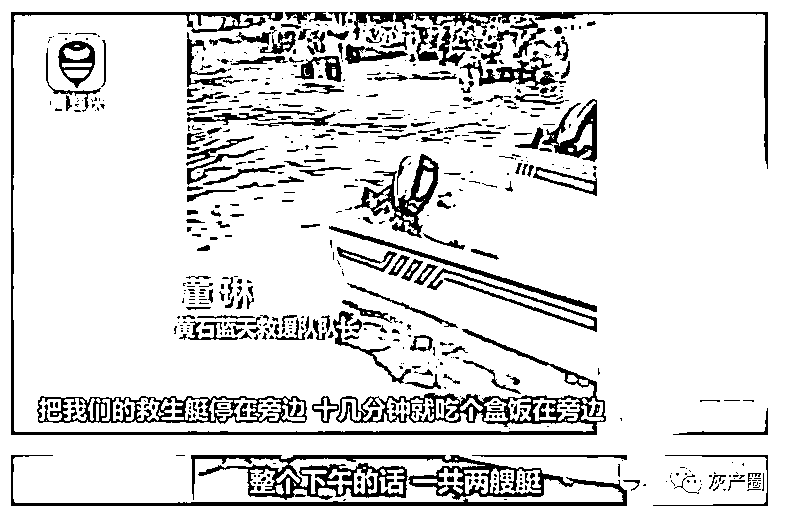 董琳
黄石蓝天救援队队长
把我们的救生艇停在旁边 十几分钟就吃个盒饭在旁边
整个下午的话 一共两艘艇
灰产圈